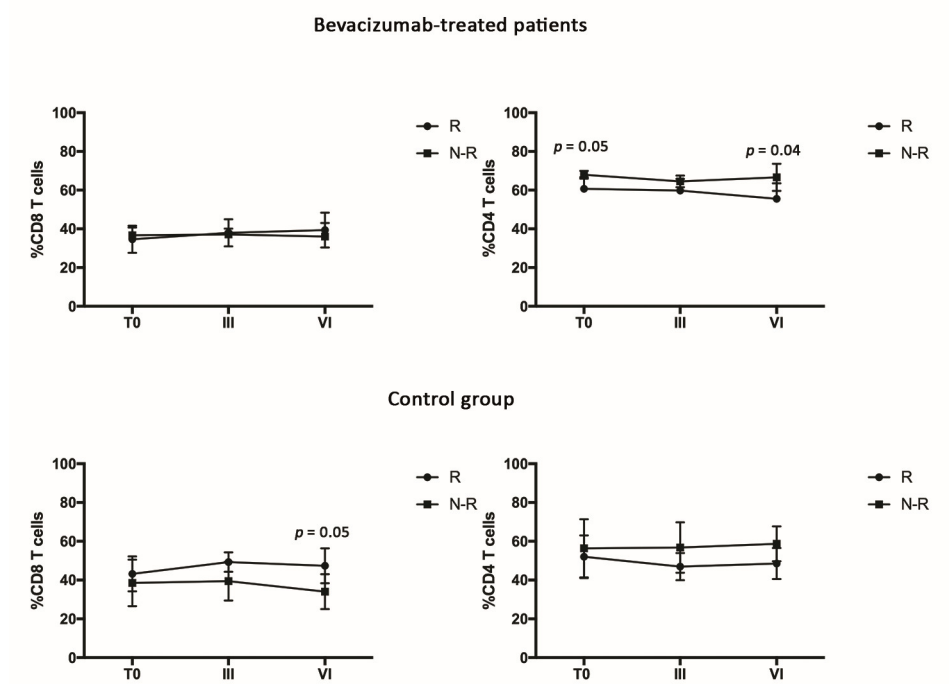 Bevacizumab-treated patients
%CD8 T cells
100
80
60
40
20
0
T0 III VI
R
N-R
%CD4 T cells
100
80
60
40
20
0
p = 0.05
p = 0.04
T0 III VI
R
N-R
Control group
%CD8 T cells
100
80
60
40
20
0
p = 0.05
T0 III VI
R
N-R
%CD4 T cells
100
80
60
40
20
0
T0 III VI
R
N-R